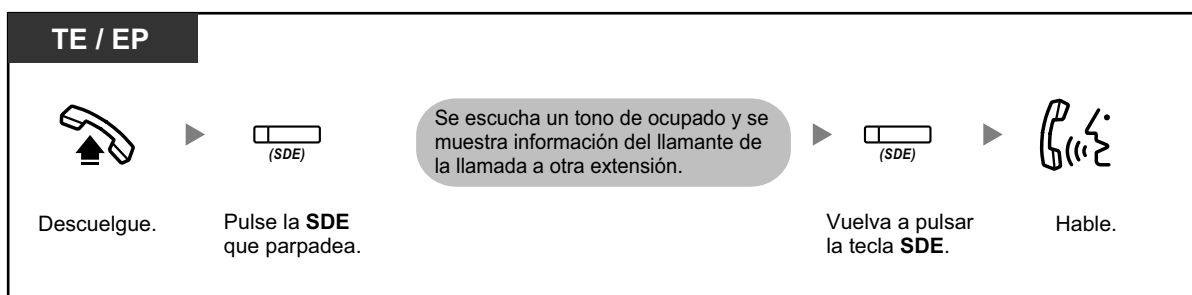 TE / EP
Se escucha un tono de ocupado y se
muestra información del llamante de
la llamada a otra extensión.
(SDE)
(SDE)
Descuelgue.
Pulse la SDE
que parpadea.
Vuelva a pulsar
la tecla SDE.
Hable.